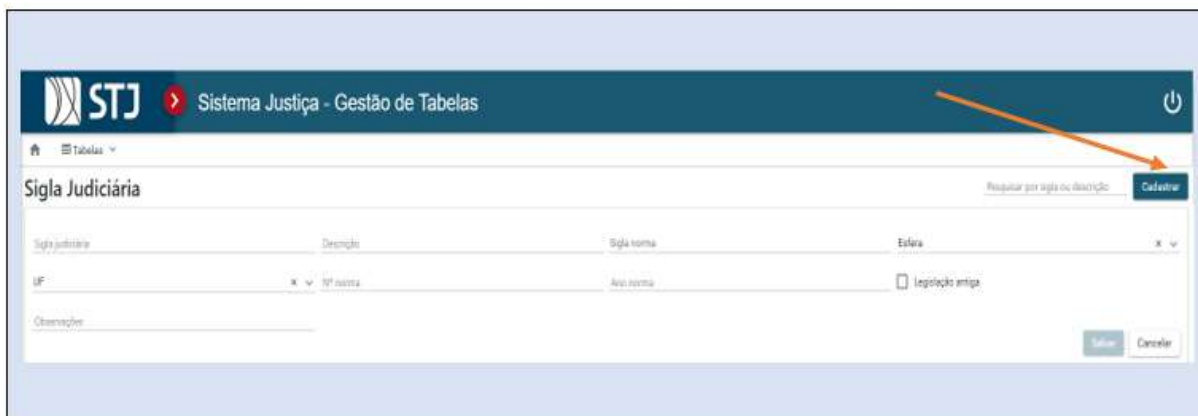 STJ
Sistema Justiça - Gestão de Tabelas
Tabelas
Sigla Judiciária
Pesquisar por sigla ou descrição
Cadastrar
Sigla judiciária
Descrição
Sigla norma
Esfera
UF
Nº norma
Ano norma
Legislação antiga
Observações
Salvar
Cancelar